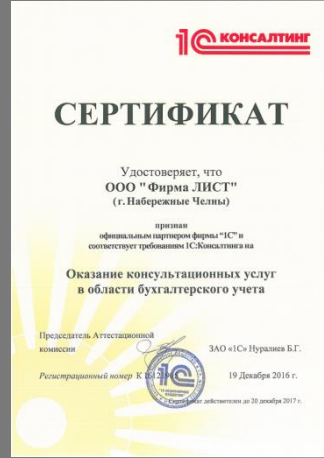 1С КОНСАЛТИНГ
СЕРТИФИКАТ
Удостоверяет, что
ООО "Фирма ЛИСТ"
(г. Набережные Челны)
признан
официальным партнером фирмы "1С" и
соответствует требованиям 1С:Консалтинга на
Оказание консультационных услуг
в области бухгалтерского учета
Председатель Аттестационной
комиссии
ЗАО «1С» Нуралиев Б.Г.
Регистрационный номер
19 Декабря 2016 г.
1С
Сертификат действителен до 20 декабря 2017 г.